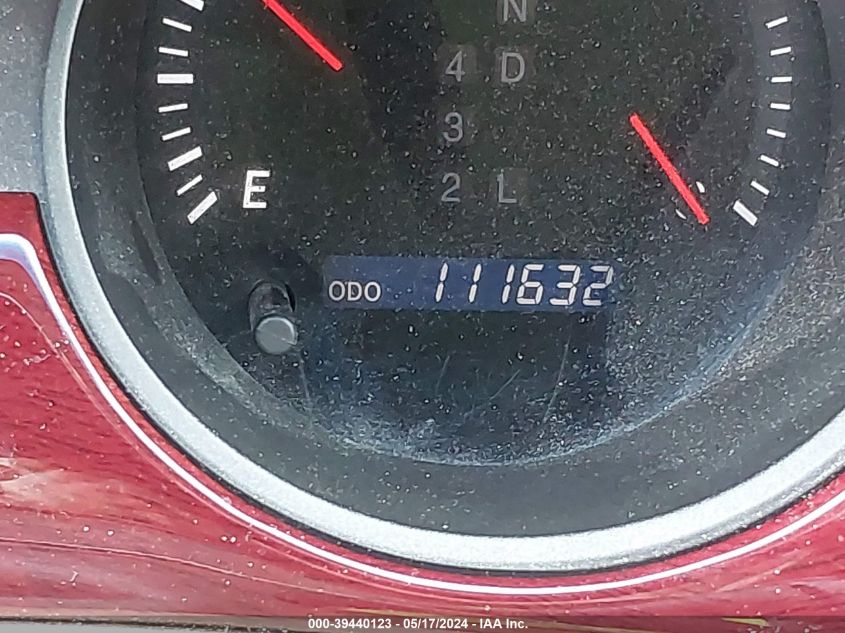 N
4 D
3
2 L
E
ODO 111632
000-39440123 — 05/17/2024 - IAA Inc.